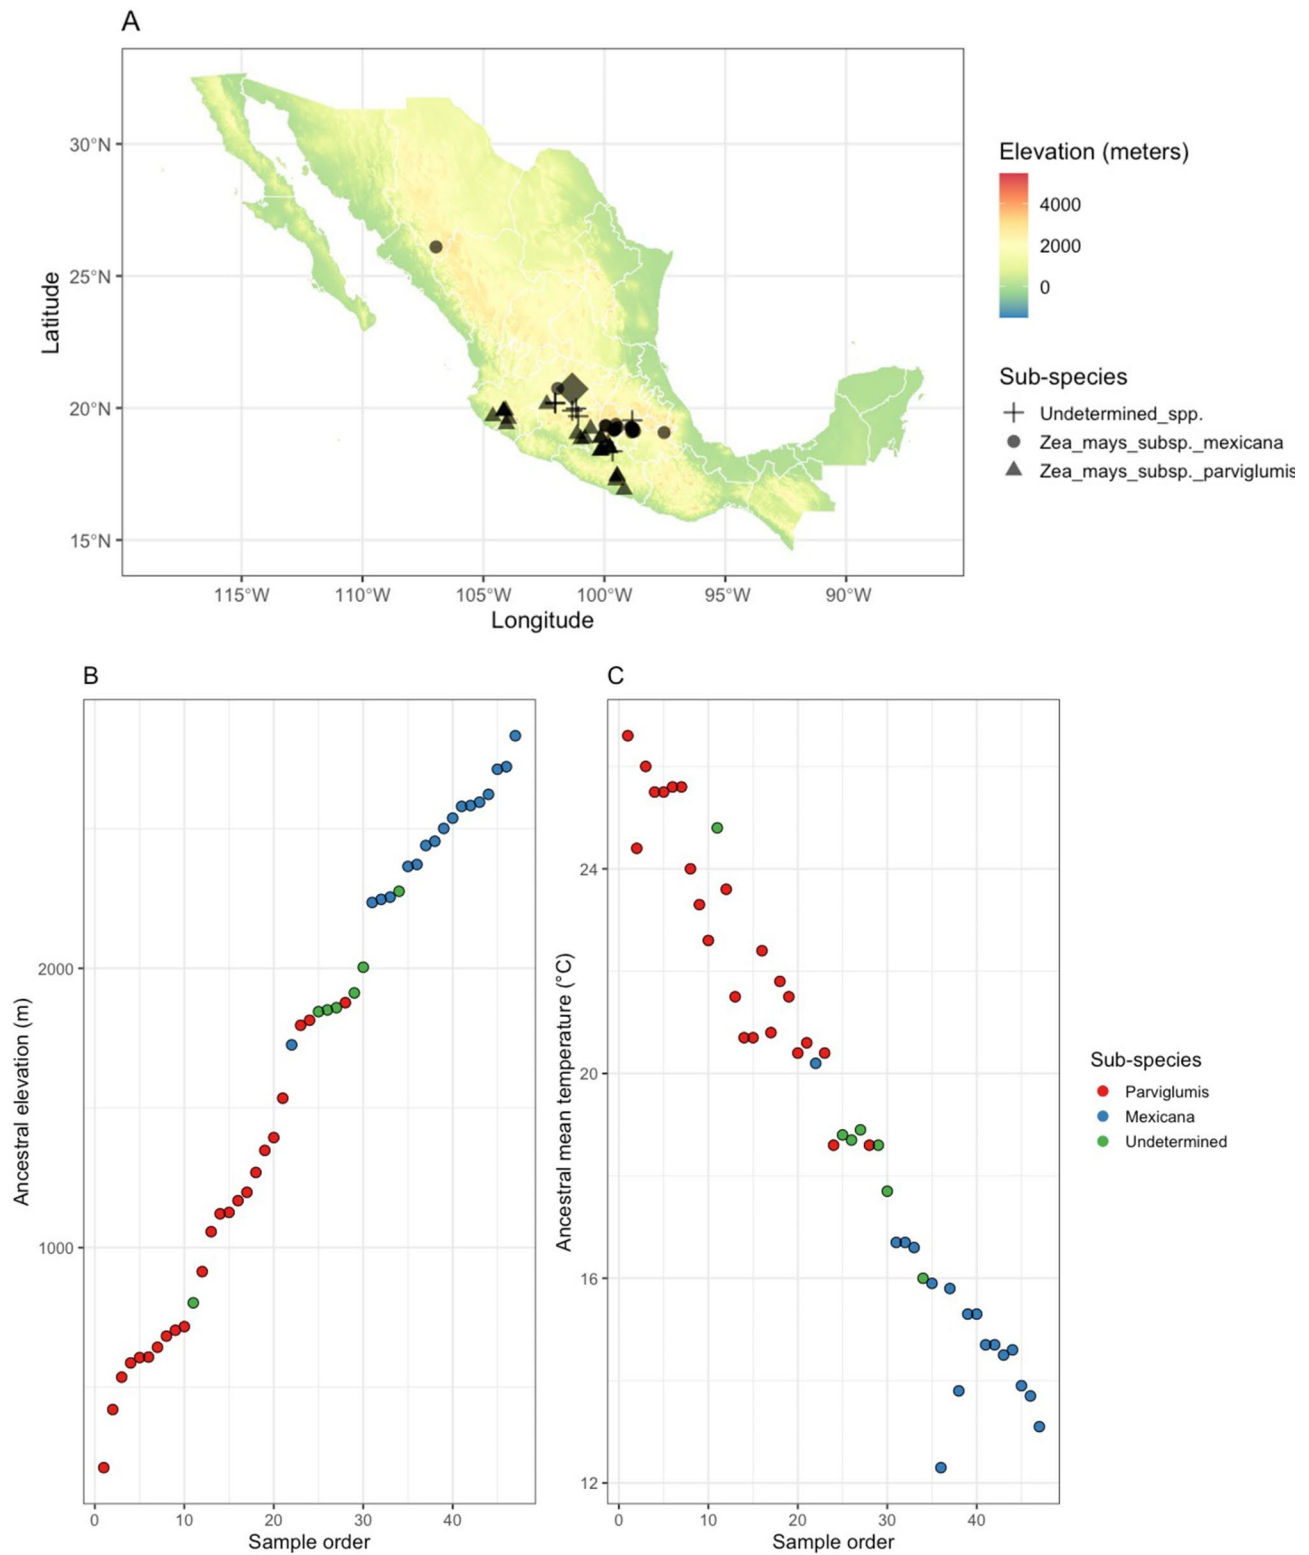 A
30°N
25°N
20°N
15°N
Latitude
115°W 110°W 105°W 100°W 95°W 90°W
Longitude
Elevation (meters)
4000
2000
0
Sub-species
Undetermined_spp.
Zea_mays_subsp._mexicana
Zea_mays_subsp._parviglumis
B
2000
1000
Ancestral elevation (m)
0 10 20 30 40
Sample order
C
24
20
16
12
Ancestral mean temperature (°C)
0 10 20 30 40
Sample order
Sub-species
Parviglumis
Mexicana
Undetermined